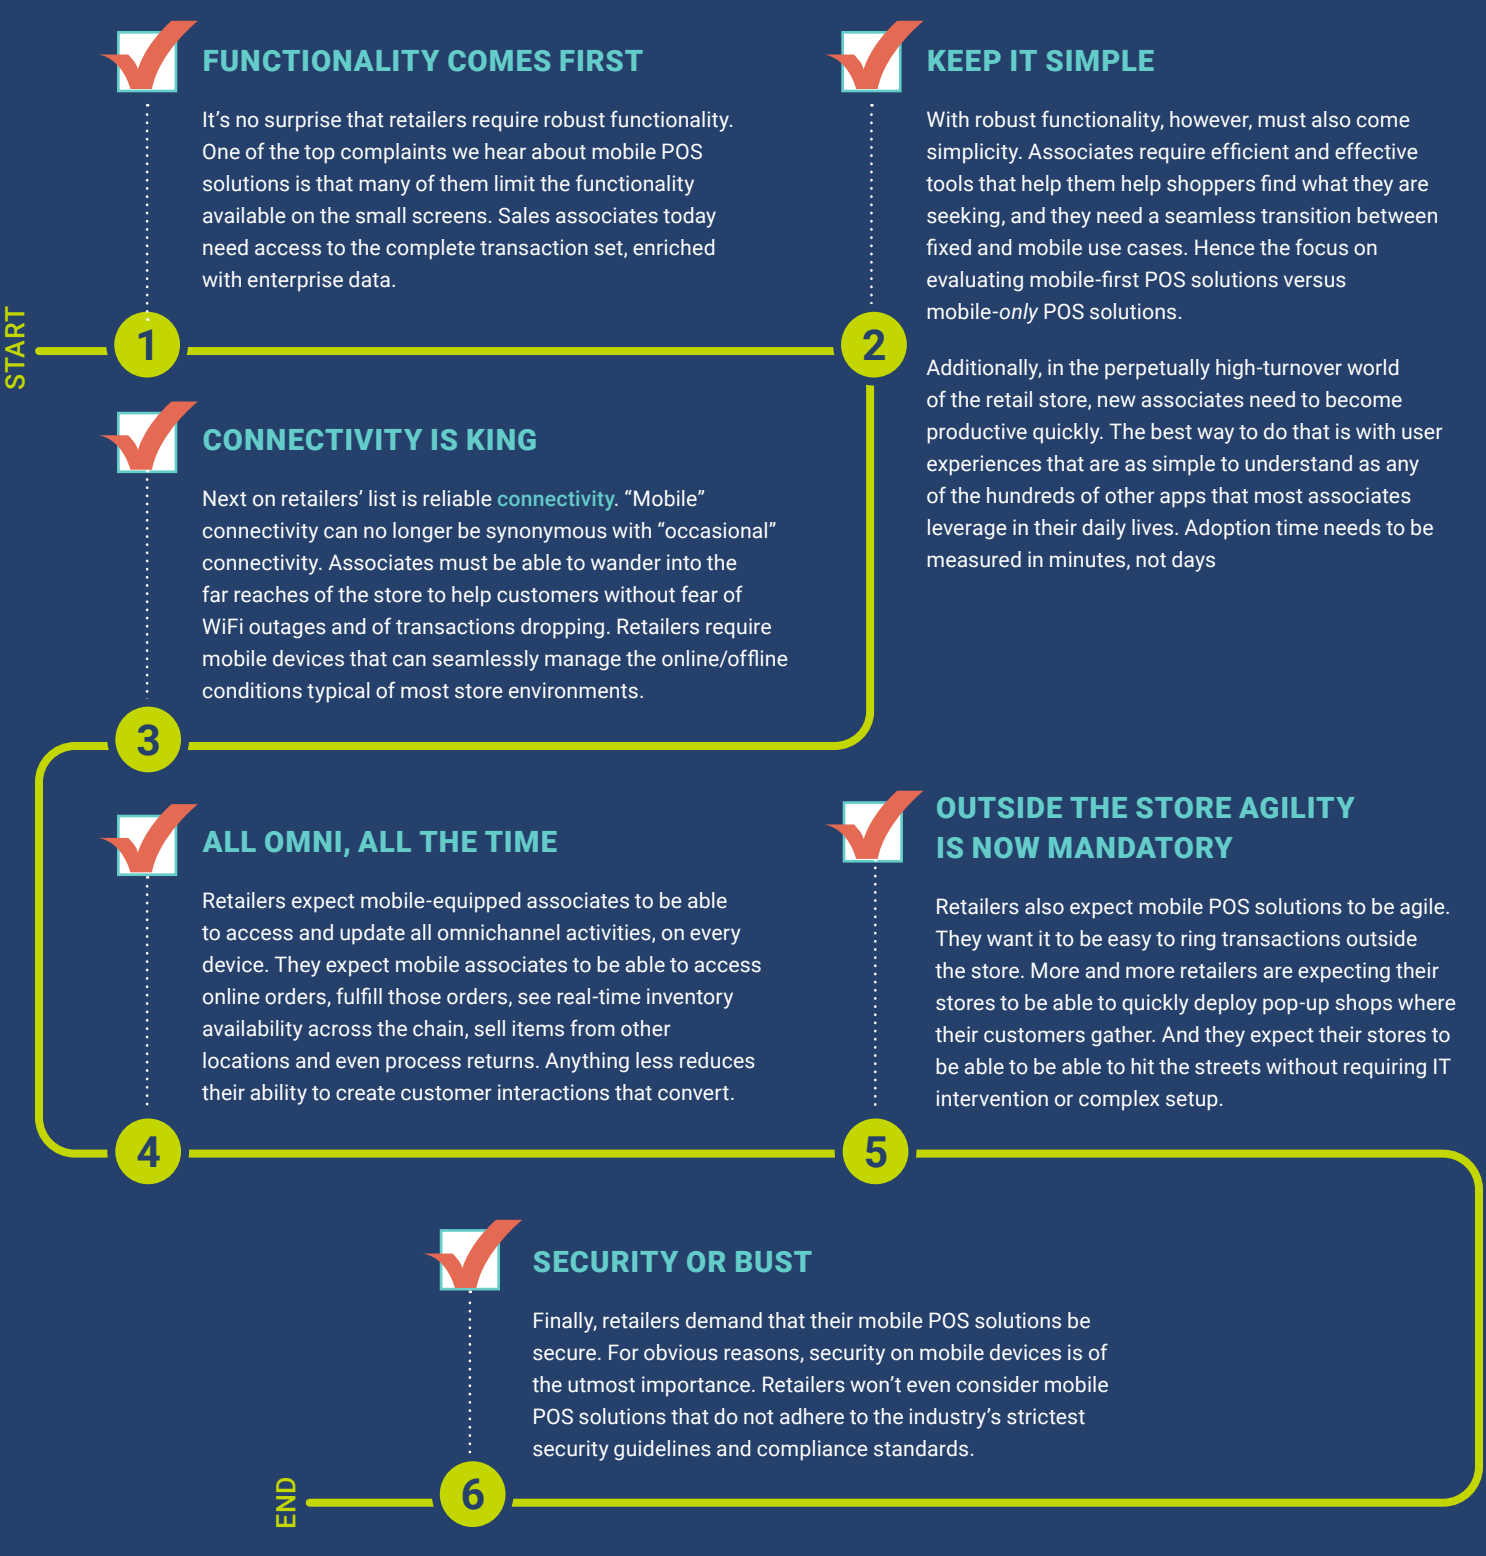 START
FUNCTIONALITY COMES FIRST
It’s no surprise that retailers require robust functionality.
One of the top complaints we hear about mobile POS
solutions is that many of them limit the functionality
available on the small screens. Sales associates today
need access to the complete transaction set, enriched
with enterprise data.
1
KEEP IT SIMPLE
With robust functionality, however, must also come
simplicity. Associates require efficient and effective
tools that help them help shoppers find what they are
seeking, and they need a seamless transition between
fixed and mobile use cases. Hence the focus on
evaluating mobile-first POS solutions versus
mobile-only POS solutions.
Additionally, in the perpetually high-turnover world
of the retail store, new associates need to become
productive quickly. The best way to do that is with user
experiences that are as simple to understand as any
of the hundreds of other apps that most associates
leverage in their daily lives. Adoption time needs to be
measured in minutes, not days
2
CONNECTIVITY IS KING
Next on retailers’ list is reliable connectivity. “Mobile”
connectivity can no longer be synonymous with “occasional”
connectivity. Associates must be able to wander into the
far reaches of the store to help customers without fear of
WiFi outages and of transactions dropping. Retailers require
mobile devices that can seamlessly manage the online/offline
conditions typical of most store environments.
3
ALL OMNI, ALL THE TIME
Retailers expect mobile-equipped associates to be able
to access and update all omnichannel activities, on every
device. They expect mobile associates to be able to access
online orders, fulfill those orders, see real-time inventory
availability across the chain, sell items from other
locations and even process returns. Anything less reduces
their ability to create customer interactions that convert.
4
OUTSIDE THE STORE AGILITY
IS NOW MANDATORY
Retailers also expect mobile POS solutions to be agile.
They want it to be easy to ring transactions outside
the store. More and more retailers are expecting their
stores to be able to quickly deploy pop-up shops where
their customers gather. And they expect their stores to
be able to be able to hit the streets without requiring IT
intervention or complex setup.
5
SECURITY OR BUST
Finally, retailers demand that their mobile POS solutions be
secure. For obvious reasons, security on mobile devices is of
the utmost importance. Retailers won’t even consider mobile
POS solutions that do not adhere to the industry’s strictest
security guidelines and compliance standards.
6
END